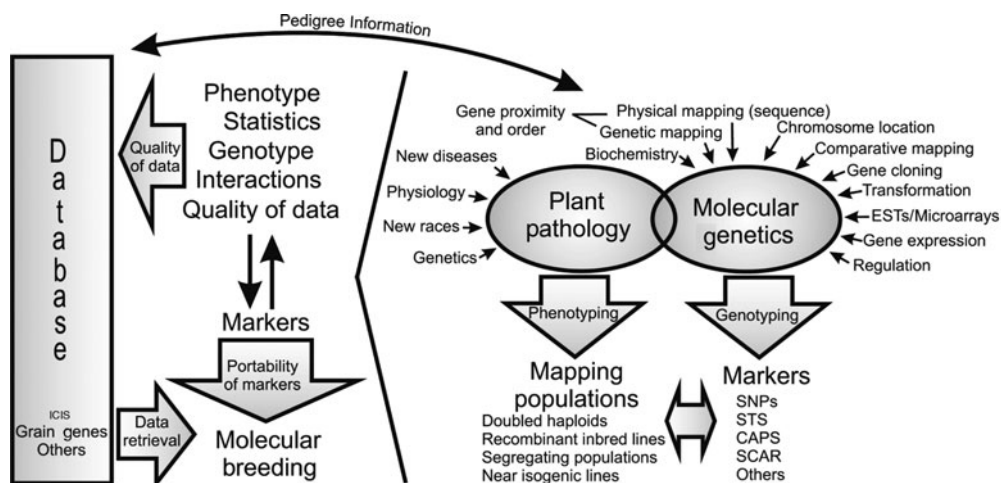 Pedigree Information
Database
ICIS
Grain genes
Others
Quality
of data
Phenotype
Statistics
Genotype
Interactions
Quality of data
Markers
Portability
of markers
Data
retrieval
Molecular
breeding
Gene proximity
and order
Physical mapping (sequence)
Genetic mapping
Biochemistry
Chromosome location
Comparative mapping
Gene cloning
Transformation
ESTs/Microarrays
Gene expression
Regulation
New diseases
Physiology
New races
Genetics
Plant
pathology
Molecular
genetics
Phenotyping
Genotyping
Mapping
populations
Doubled haploids
Recombinant inbred lines
Segregating populations
Near isogenic lines
Markers
SNPs
STS
CAPS
SCAR
Others